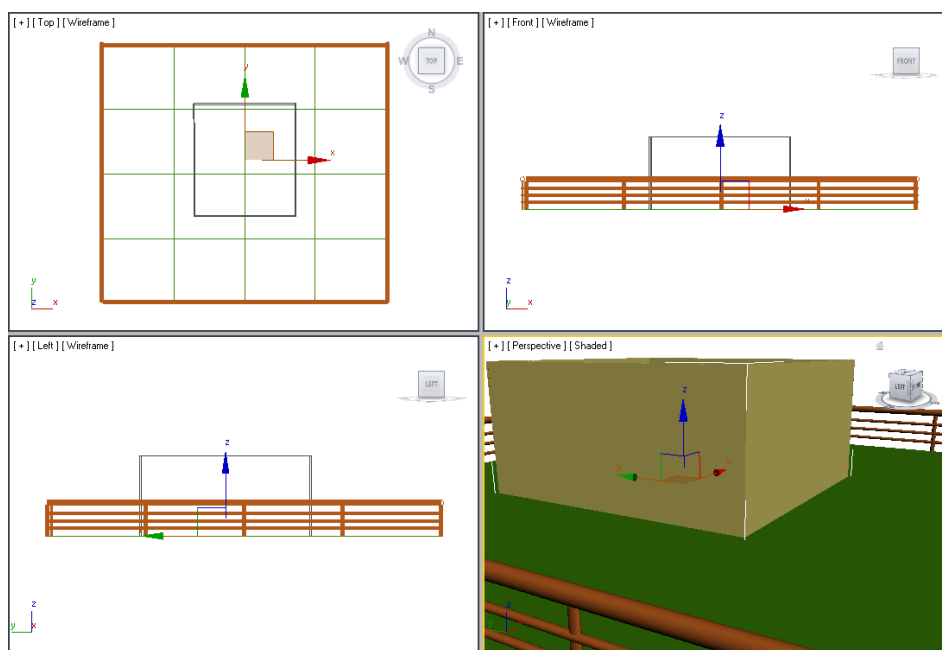 [ + ] [ Top ] [ Wireframe ]
N
W TOP E
S
y
x
y
z x
[ + ] [ Front ] [ Wireframe ]
FRONT
z
x
z
y x
[ + ] [ Left ] [ Wireframe ]
LEFT
z
z
y x
[ + ] [ Perspective ] [ Shaded ]
LEFT
z
y x
z
y